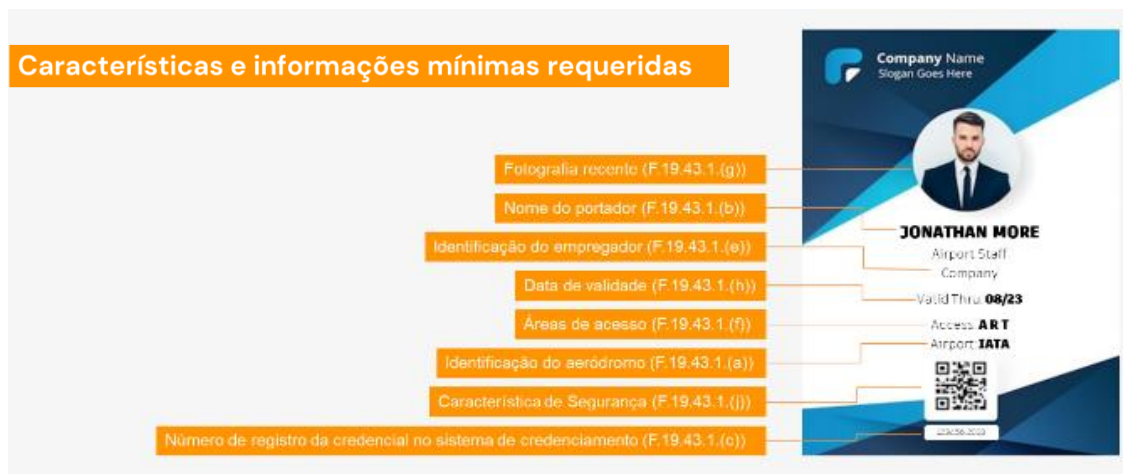 Características e informações mínimas requeridas
Company Name
Slogan Goes Here
Fotografia recente (F.19.43.1.(g))
Nome do portador (F.19.43.1.(b))
Identificação do empregador (F.19.43.1.(e))
Data de validade (F.19.43.1.(h))
Áreas de acesso (F.19.43.1.(f))
Identificação do aeródromo (F.19.43.1.(a))
Característica de Segurança (F.19.43.1.(j))
Número de registro da credencial no sistema de credenciamento (F.19.43.1.(c))
JONATHAN MORE
Airport Staff
Company
Valid Thru: 08/23
Access: A R T
Airport: IATA